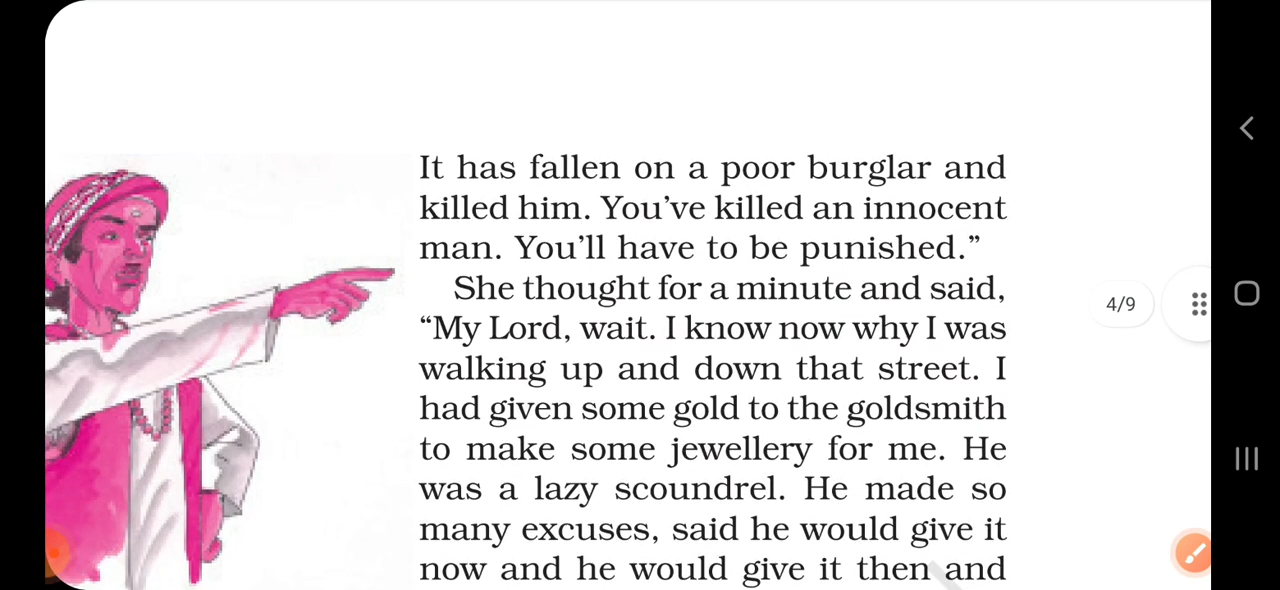 It has fallen on a poor burglar and
killed him. You’ve killed an innocent
man. You’ll have to be punished.”
She thought for a minute and said,
“My Lord, wait. I know now why I was
walking up and down that street. I
had given some gold to the goldsmith
to make some jewellery for me. He
was a lazy scoundrel. He made so
many excuses, said he would give it
now and he would give it then and
4/9